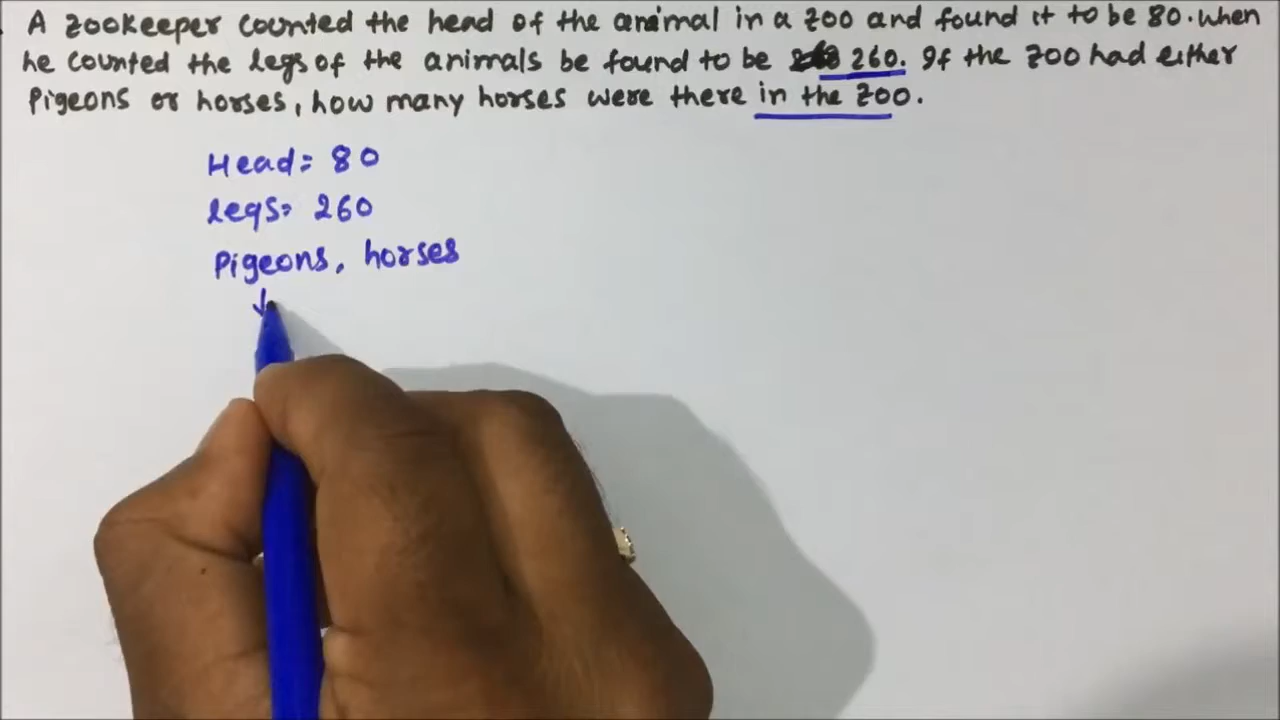 A zookeeper counted the head of the animal in a zoo and found it to be 80. when
he counted the legs of the animals be found to be 260. If the zoo had either
Pigeons or horses, how many horses were there in the zoo.
Head = 80
legs = 260
Pigeons, horses